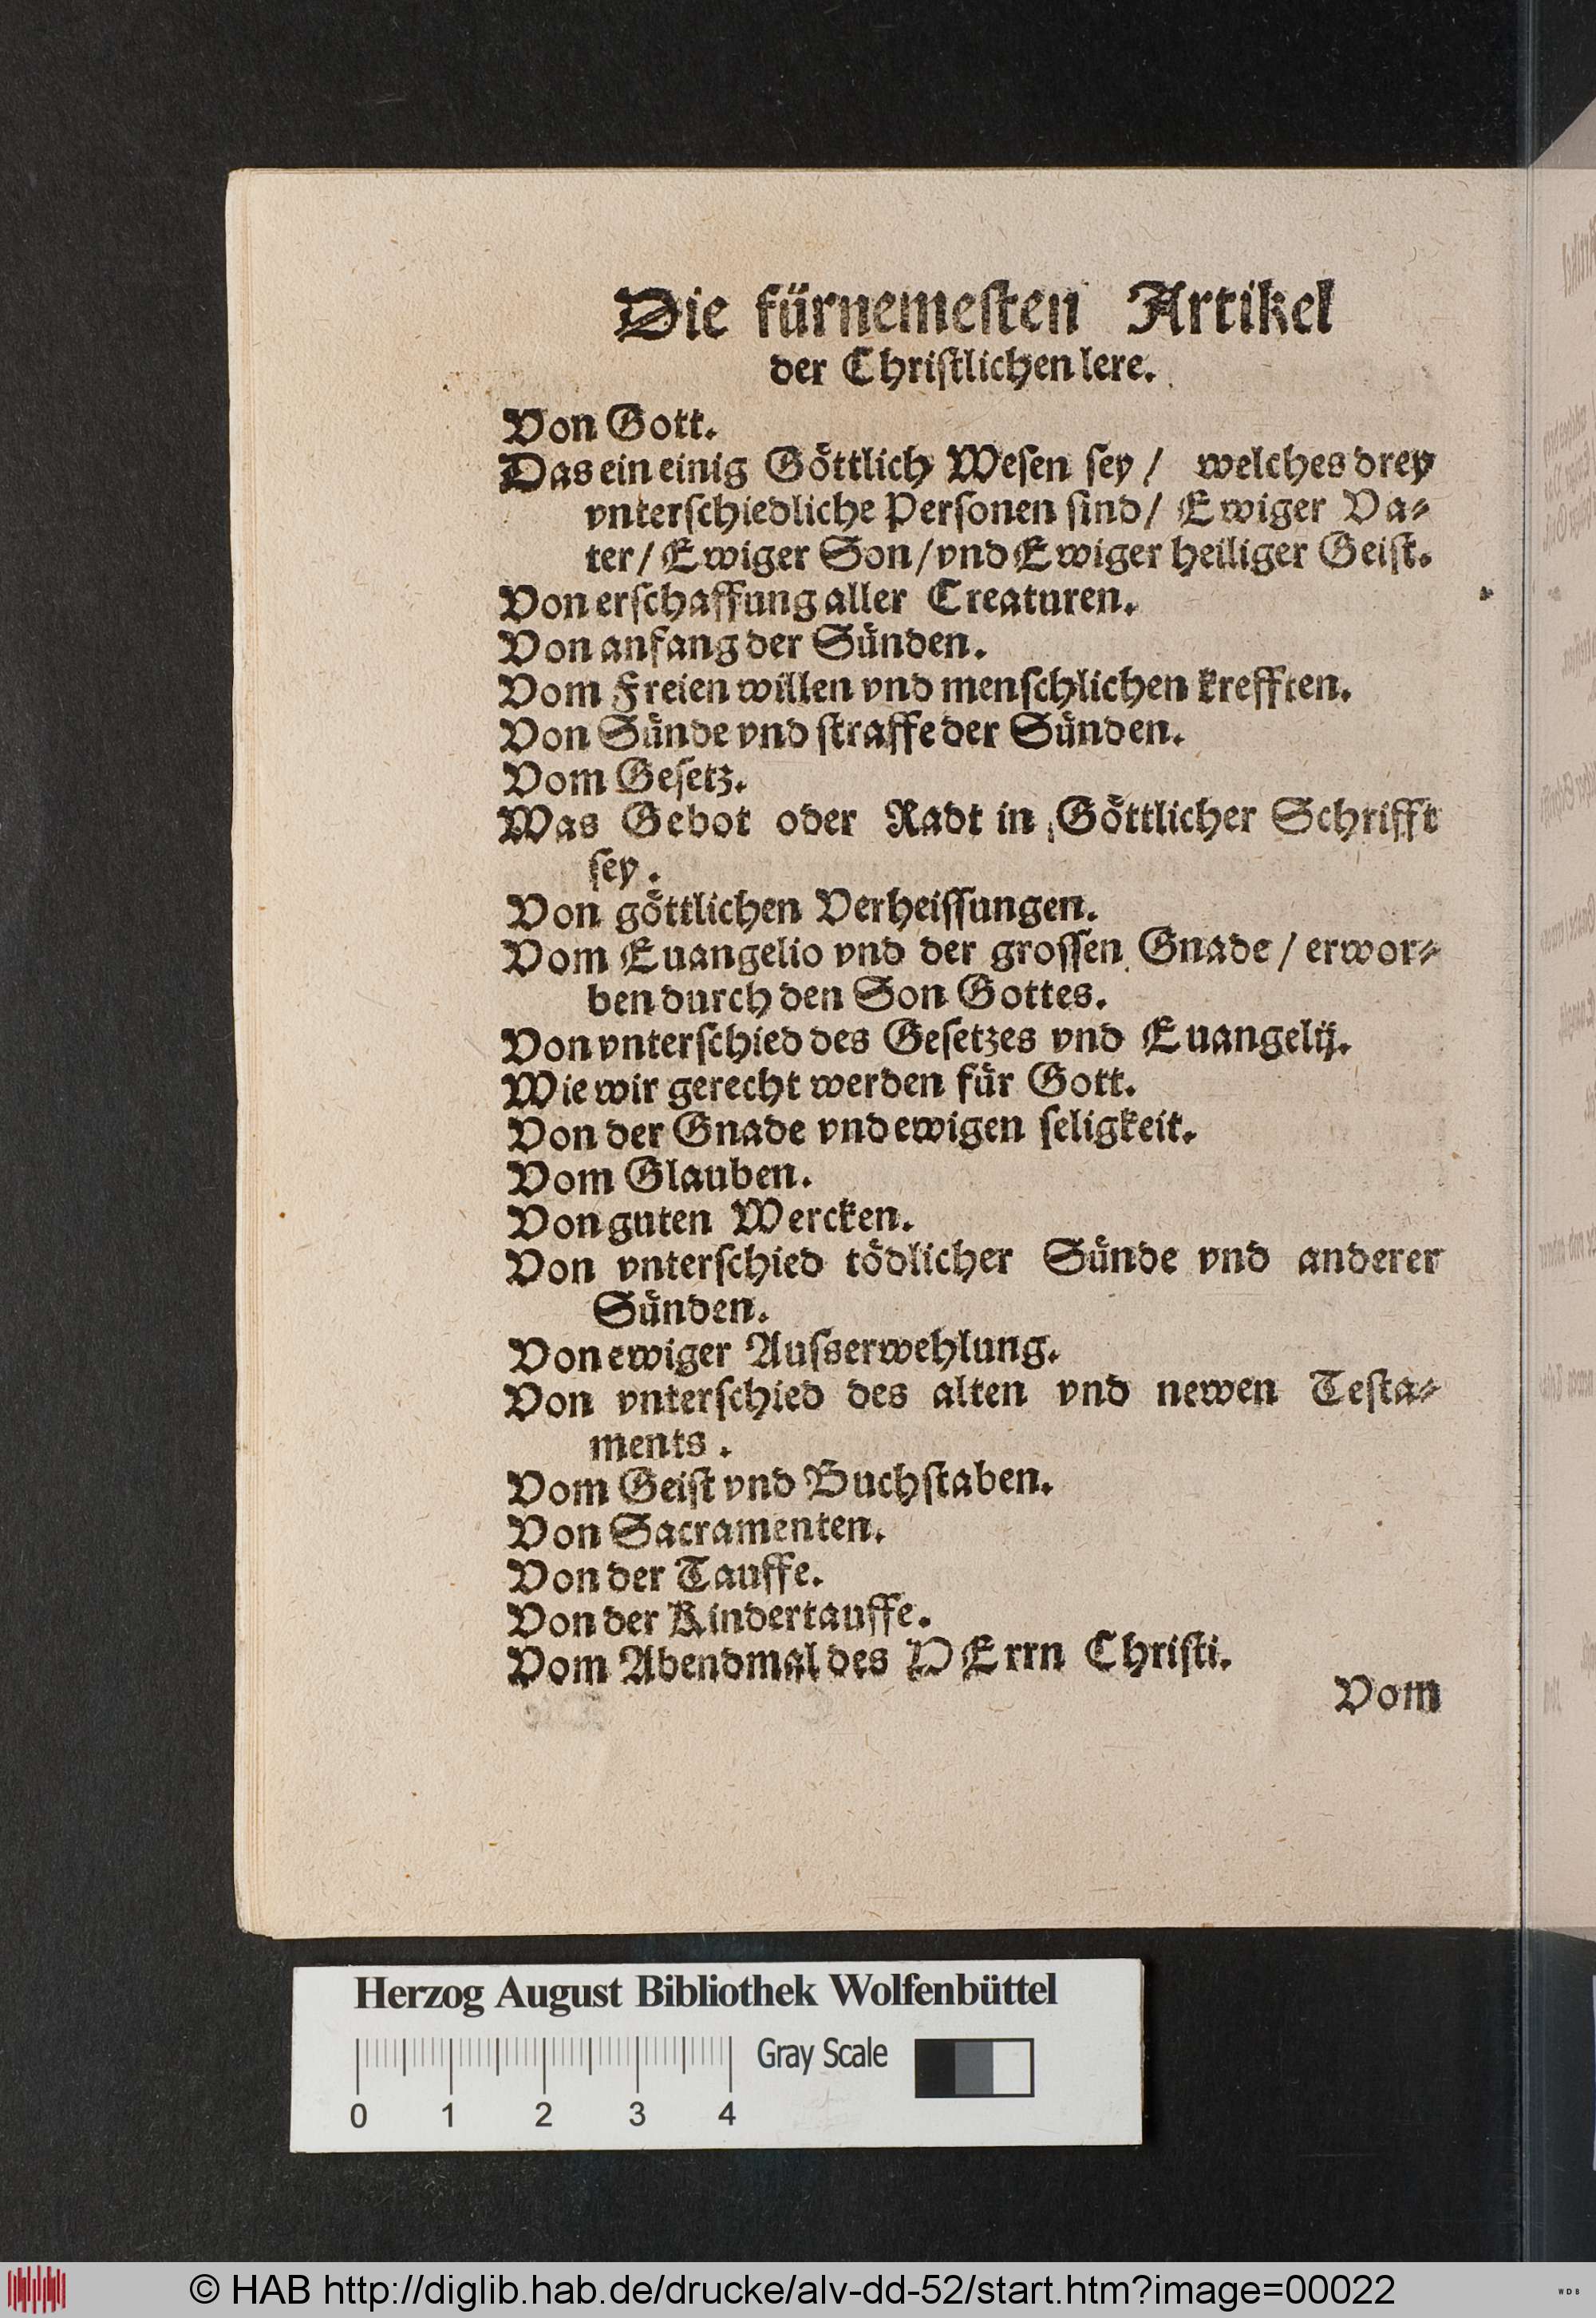 Die fürnemeſten Artikel
der Chriſtlichen lere.
Von Gott.
Das ein einig Göttlich Weſen ſey / welches drey
vnterſchiedliche Perſonen ſind / Ewiger Va⸗
ter / Ewiger Son / vnd Ewiger heiliger Geiſt.
Von erſchaffung aller Creaturen.
Von anfang der Sünden.
Vom Freien willen vnd menſchlichen krefften.
Von Sünde vnd ſtraffe der Sünden.
Vom Geſetz.
Was Gebot oder Radt in Göttlicher Schrifft
ſey.
Von göttlichen Verheiſſungen.
Vom Euangelio vnd der groſſen Gnade / erwor⸗
ben durch den Son Gottes.
Von vnterſchied des Geſetzes vnd Euangelij.
Wie wir gerecht werden für Gott.
Von der Gnade vnd ewigen ſeligkeit.
Vom Glauben.
Von guten Wercken.
Von vnterſchied tödlicher Sünde vnd anderer
Sünden.
Von ewiger Auſserwehlung.
Von vnterſchied des alten vnd newen Teſta⸗
ments.
Vom Geiſt vnd Buchſtaben.
Von Sacramenten.
Von der Tauffe.
Von der Kindertauffe.
Vom Abendmal des HErrn Chriſti.
Vom
Herzog August Bibliothek Wolfenbüttel
Gray Scale
0 1 2 3 4
© HAB http://diglib.hab.de/drucke/alv-dd-52/start.htm?image=00022
WDB